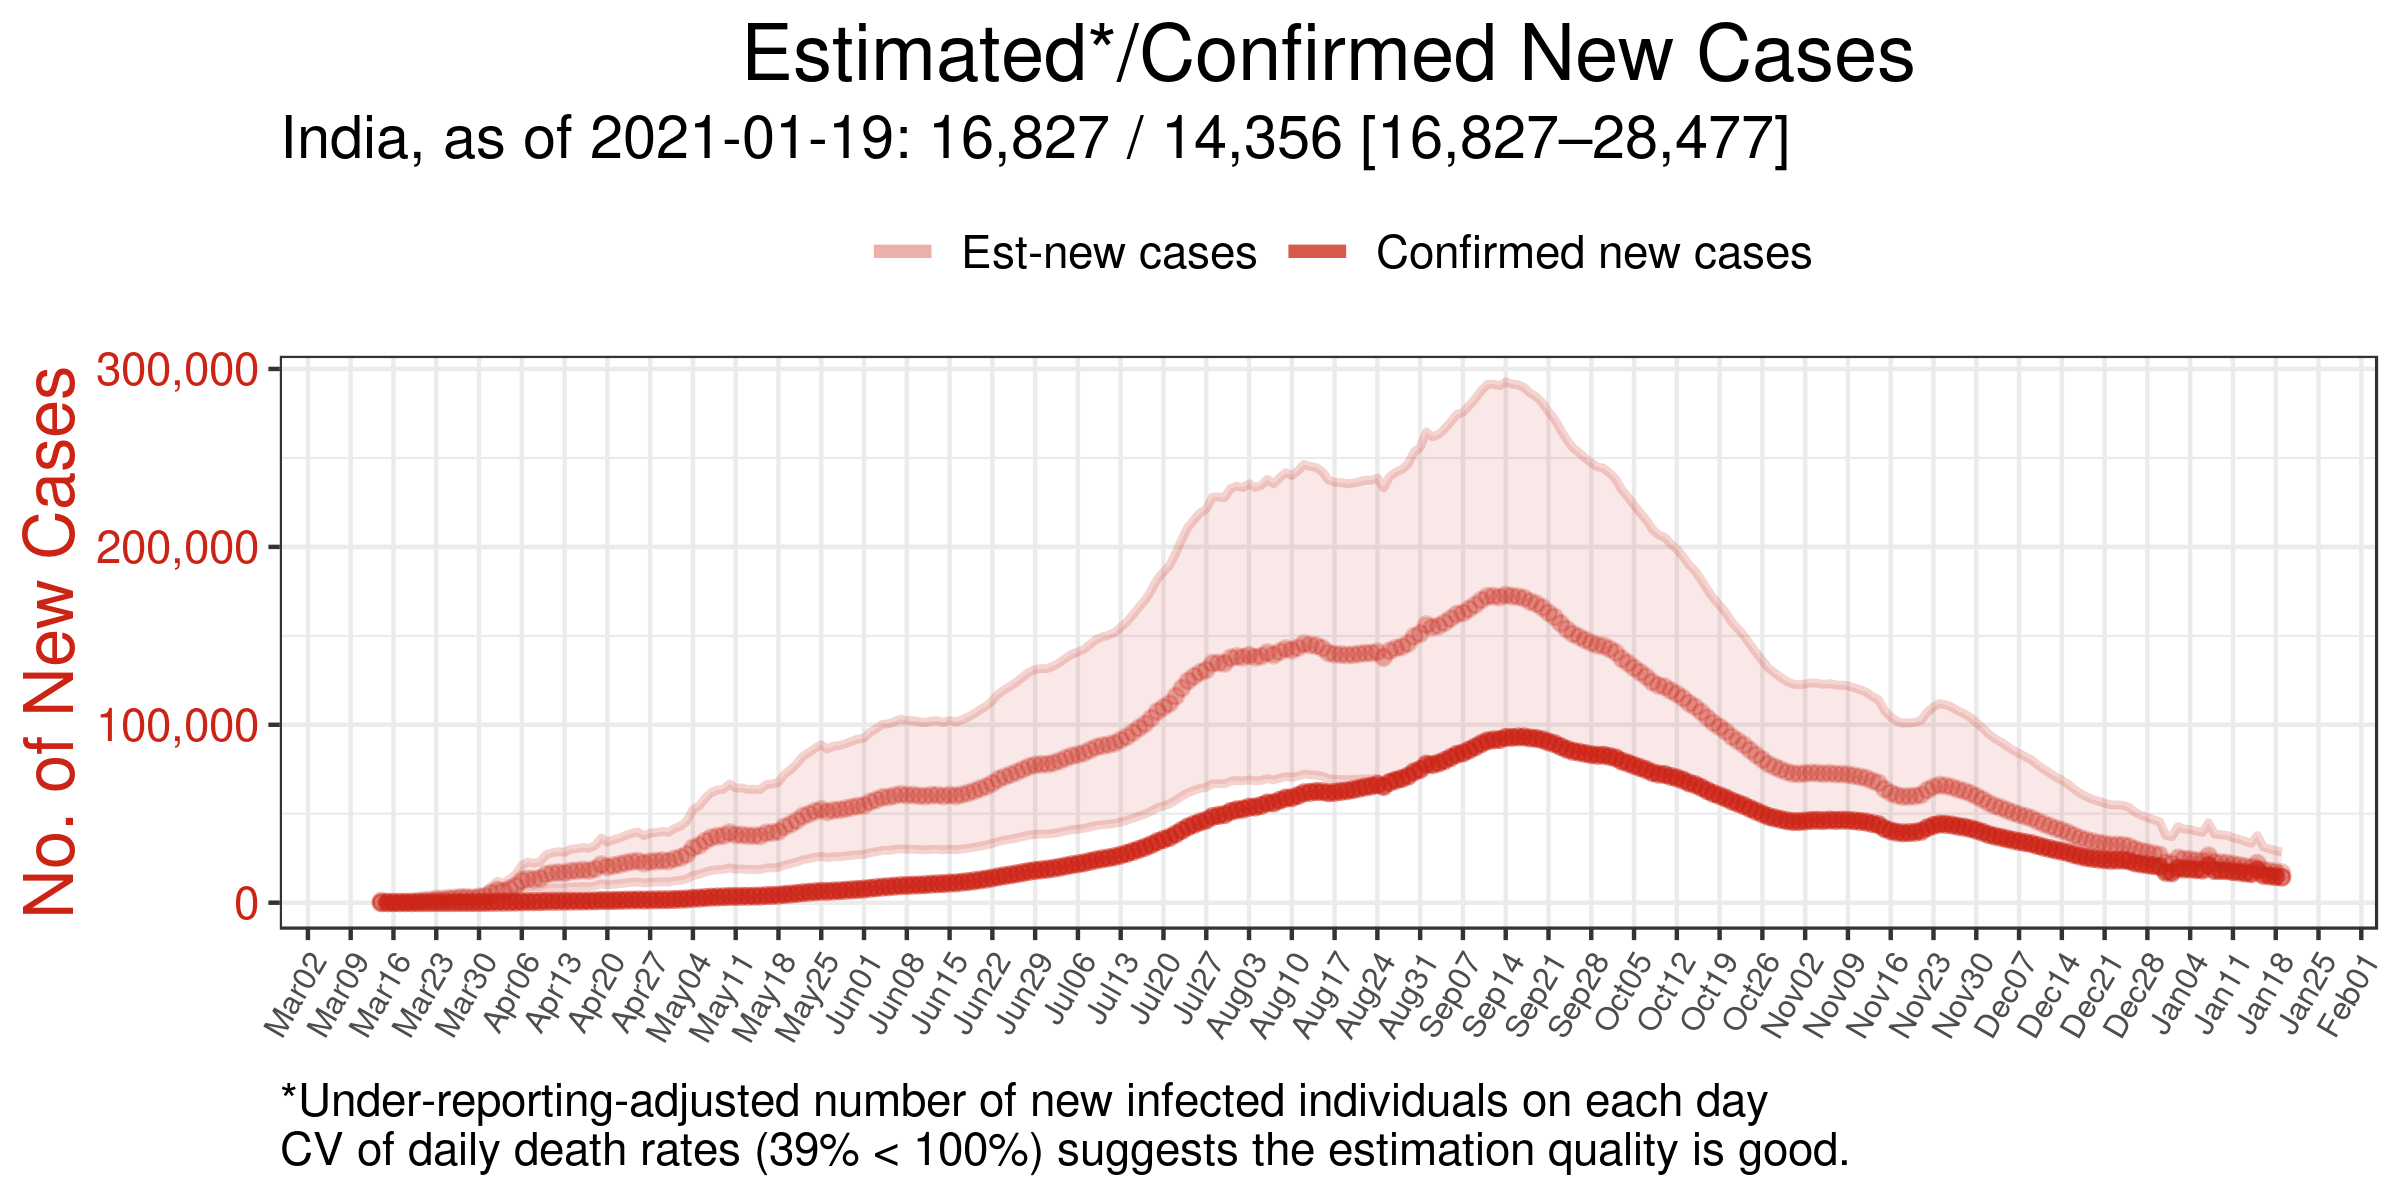 Estimated*/Confirmed New Cases
India, as of 2021-01-19: 16,827 / 14,356 [16,827–28,477]
Est-new cases Confirmed new cases
No. of New Cases
300,000
200,000
100,000
0
Mar02 Mar09 Mar16 Mar23 Mar30 Apr06 Apr13 Apr20 Apr27 May04 May11 May18 May25 Jun01 Jun08 Jun15 Jun22 Jun29 Jul06 Jul13 Jul20 Jul27 Aug03 Aug10 Aug17 Aug24 Aug31 Sep07 Sep14 Sep21 Sep28 Oct05 Oct12 Oct19 Oct26 Nov02 Nov09 Nov16 Nov23 Nov30 Dec07 Dec14 Dec21 Dec28 Jan04 Jan11 Jan18 Jan25 Feb01
*Under-reporting-adjusted number of new infected individuals on each day
CV of daily death rates (39% < 100%) suggests the estimation quality is good.